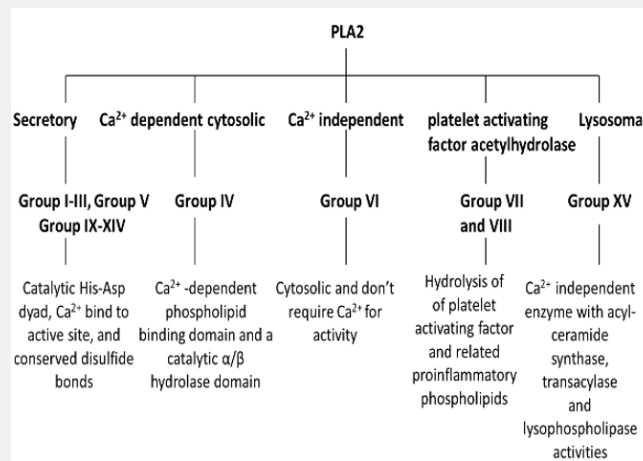 PLA2
Secretory
Ca²⁺ dependent cytosolic
Ca²⁺ independent
platelet activating
factor acetylhydrolase
Lysosoma
Group I-III, Group V
Group IX-XIV
Group IV
Group VI
Group VII
and VIII
Group XV
Catalytic His-Asp
dyad, Ca²⁺ bind to
active site, and
conserved disulfide
bonds
Ca²⁺ -dependent
phospholipid
binding domain and a
catalytic α/β
hydrolase domain
Cytosolic and don’t
require Ca²⁺ for
activity
Hydrolysis of
of platelet
activating factor
and related
proinflammatory
phospholipids
Ca²⁺ independent
enzyme with acyl-
ceramide
synthase,
transacylase
and
lysophospholipase
activities